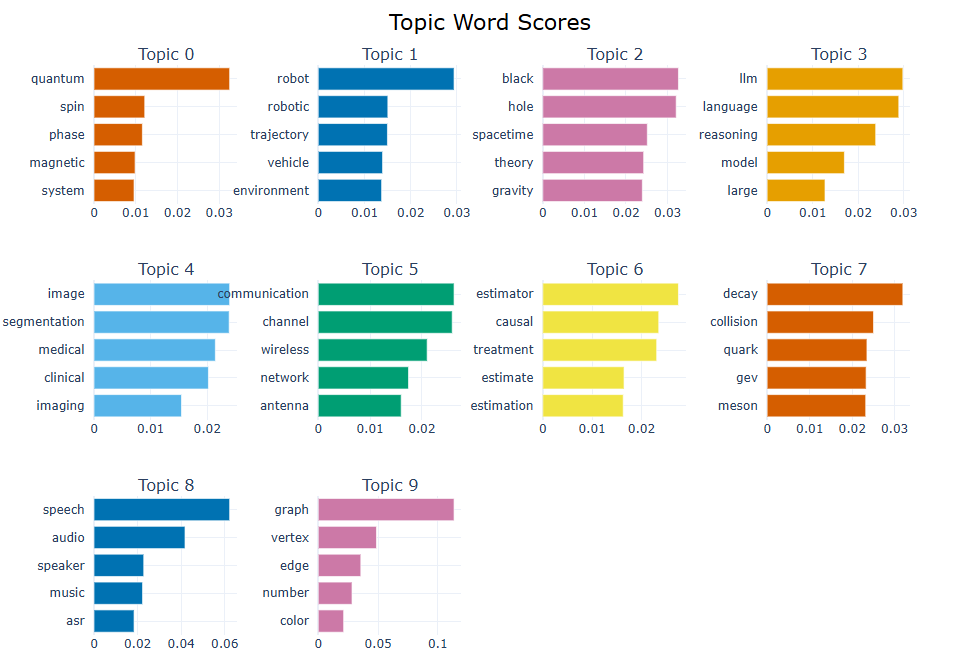 Topic Word Scores
Topic 0
quantum
spin
phase
magnetic
system
0 0.01 0.02 0.03
Topic 1
robot
robotic
trajectory
vehicle
environment
0 0.01 0.02 0.03
Topic 2
black
hole
spacetime
theory
gravity
0 0.01 0.02 0.03
Topic 3
llm
language
reasoning
model
large
0 0.01 0.02 0.03
Topic 4
image
segmentation
medical
clinical
imaging
0 0.01 0.02
Topic 5
communication
channel
wireless
network
antenna
0 0.01 0.02
Topic 6
estimator
causal
treatment
estimate
estimation
0 0.01 0.02
Topic 7
decay
collision
quark
gev
meson
0 0.01 0.02 0.03
Topic 8
speech
audio
speaker
music
asr
0 0.02 0.04 0.06
Topic 9
graph
vertex
edge
number
color
0 0.05 0.1